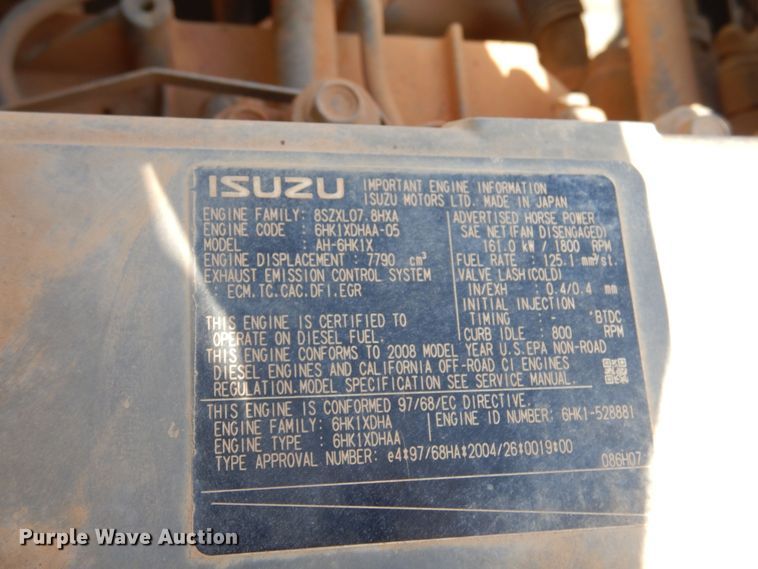 ISUZU IMPORTANT ENGINE INFORMATION
ISUZU MOTORS LTD. MADE IN JAPAN
ENGINE FAMILY: 8SZXL07.8HXA
ENGINE CODE : 6HK1XDHAA-05
MODEL : AH-6HK1X
ENGINE DISPLACEMENT : 7790 cm³
EXHAUST EMISSION CONTROL SYSTEM
: ECM.TC.CAC.DFI.EGR
THIS ENGINE IS CERTIFIED TO
OPERATE ON DIESEL FUEL.
ADVERTISED HORSE POWER
SAE NET(FAN DISENGAGED)
161.0 kW / 1800 RPM
FUEL RATE : 125.1 mm³/st.
VALVE LASH(COLD)
IN/EXH : 0.4/0.4 mm
INITIAL INJECTION
TIMING : - °BTDC
CURB IDLE : 800 RPM
THIS ENGINE CONFORMS TO 2008 MODEL YEAR U.S.EPA NON-ROAD
DIESEL ENGINES AND CALIFORNIA OFF-ROAD CI ENGINES
REGULATION.MODEL SPECIFICATION SEE SERVICE MANUAL.
THIS ENGINE IS CONFORMED 97/68/EC DIRECTIVE.
ENGINE FAMILY : 6HK1XDHA
ENGINE TYPE : 6HK1XDHAA
ENGINE ID NUMBER: 6HK1-528881
TYPE APPROVAL NUMBER: e4*97/68HA*2004/26*0019*00
086H07
Purple Wave Auction®